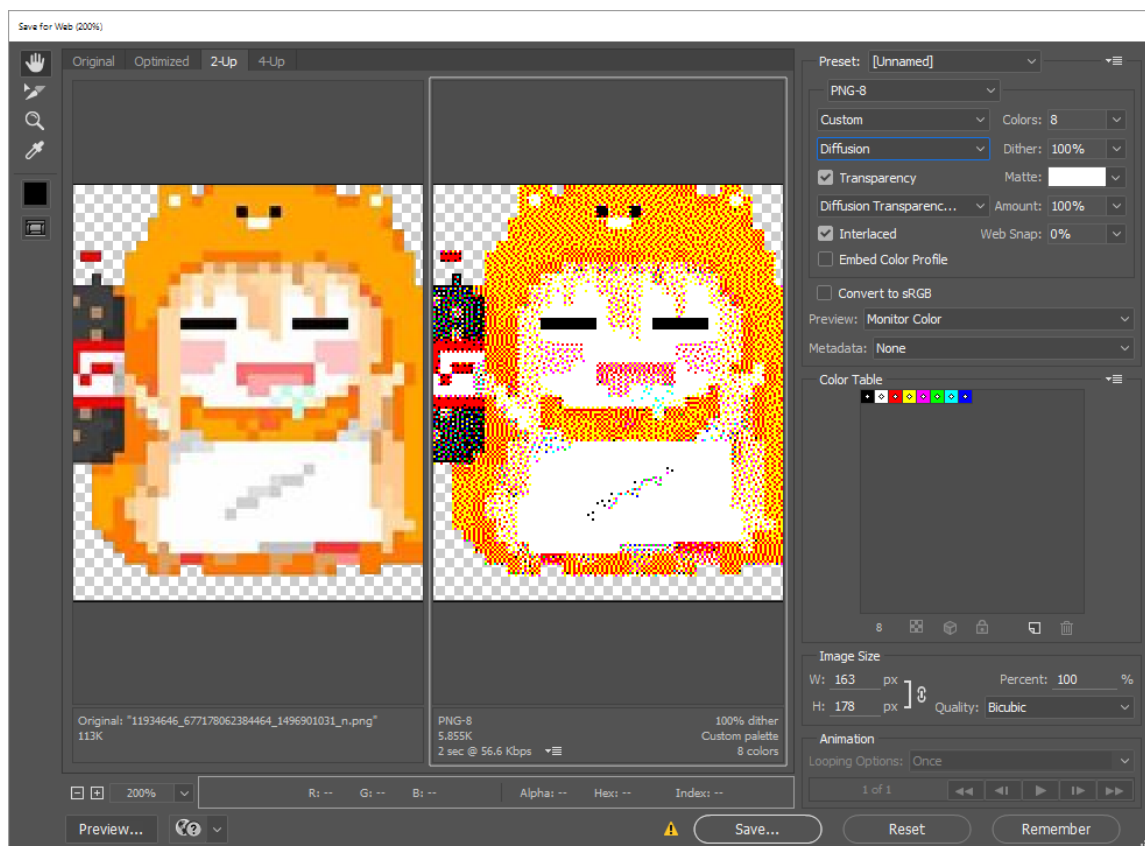 Save for Web (200%)
Original Optimized 2-Up 4-Up
Original: "11934646_677178062384464_1496901031_n.png"
113K
PNG-8 100% dither
5.855K Custom palette
2 sec @ 56.6 Kbps 8 colors
200% R: -- G: -- B: -- Alpha: -- Hex: -- Index: --
Preview... Save... Reset Remember
Preset: [Unnamed]
PNG-8
Custom Colors: 8
Diffusion Dither: 100%
Transparency Matte:
Diffusion Transparenc... Amount: 100%
Interlaced Web Snap: 0%
Embed Color Profile
Convert to sRGB
Preview: Monitor Color
Metadata: None
Color Table
8
Image Size
W: 163 px Percent: 100 %
H: 178 px Quality: Bicubic
Animation
Looping Options: Once
1 of 1